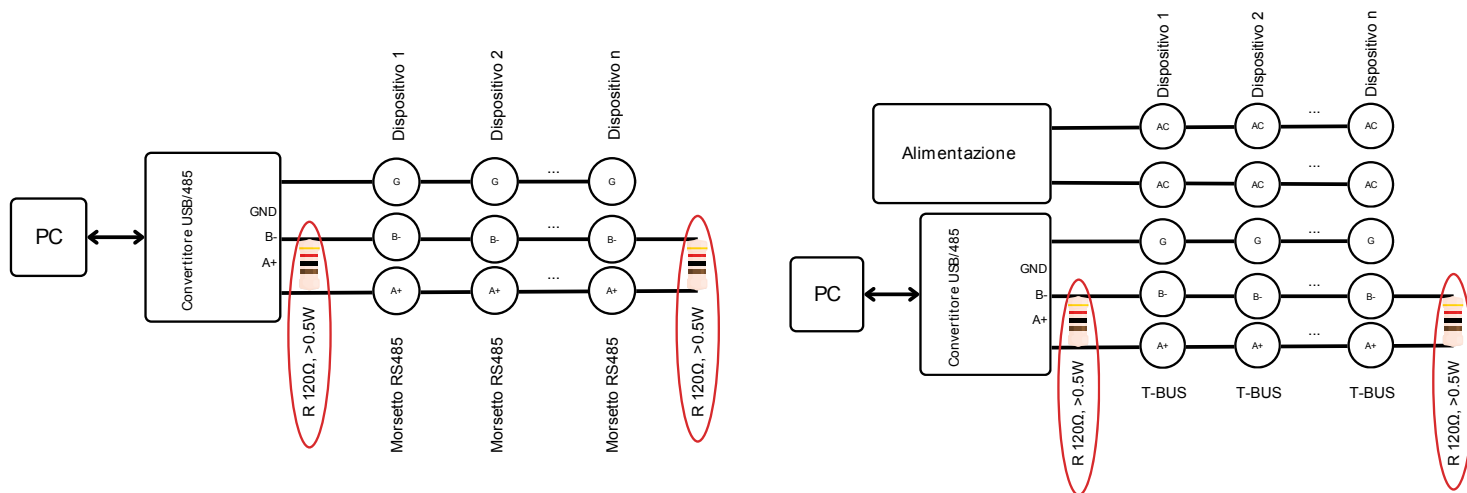 Dispositivo 1
Dispositivo 2
Dispositivo n
G
G
...
G
PC
Convertitore USB/485
GND
B-
A+
B-
B-
...
B-
A+
A+
...
A+
R 120Ω, >0.5W
Morsetto RS485
Morsetto RS485
Morsetto RS485
R 120Ω, >0.5W
Dispositivo 1
Dispositivo 2
Dispositivo n
Alimentazione
AC
AC
...
AC
AC
AC
...
AC
PC
Convertitore USB/485
GND
B-
A+
G
G
...
G
B-
B-
...
B-
A+
A+
...
A+
R 120Ω, >0.5W
T-BUS
T-BUS
T-BUS
R 120Ω, >0.5W